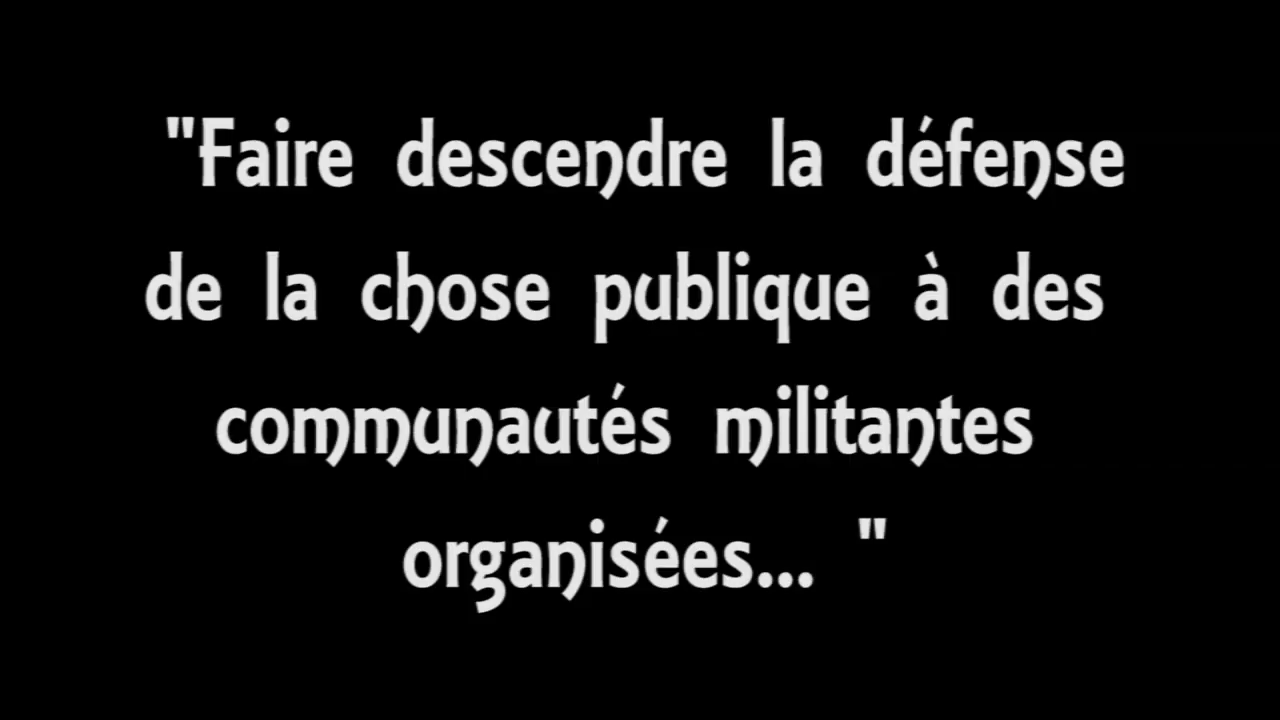 "Faire descendre la défense
de la chose publique à des
communautés militantes
organisées... "